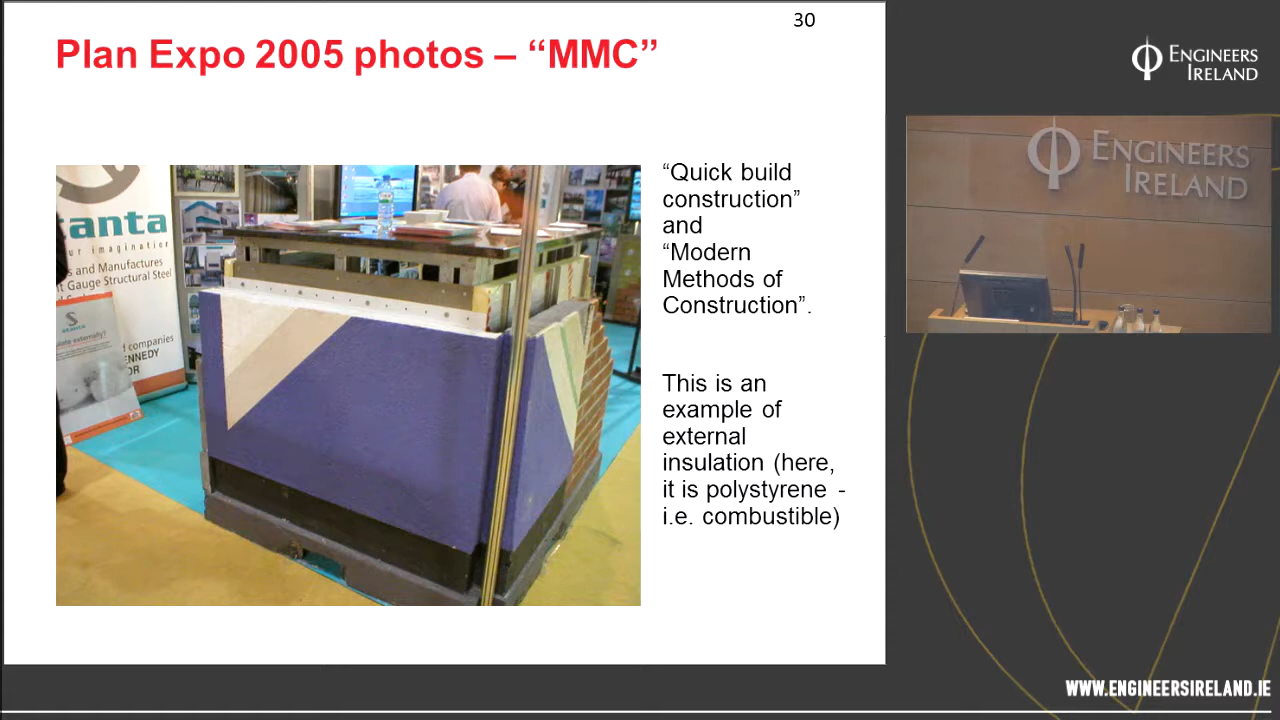 30
Plan Expo 2005 photos – “MMC”
“Quick build
construction”
and
“Modern
Methods of
Construction”.
This is an
example of
external
insulation (here,
it is polystyrene -
i.e. combustible)
anta
ur imagination
s and Manufactures
t Gauge Structural Steel
d companies
ENNEDY
OR
ENGINEERS
IRELAND
ENGINEERS
IRELAND
WWW.ENGINEERSIRELAND.IE